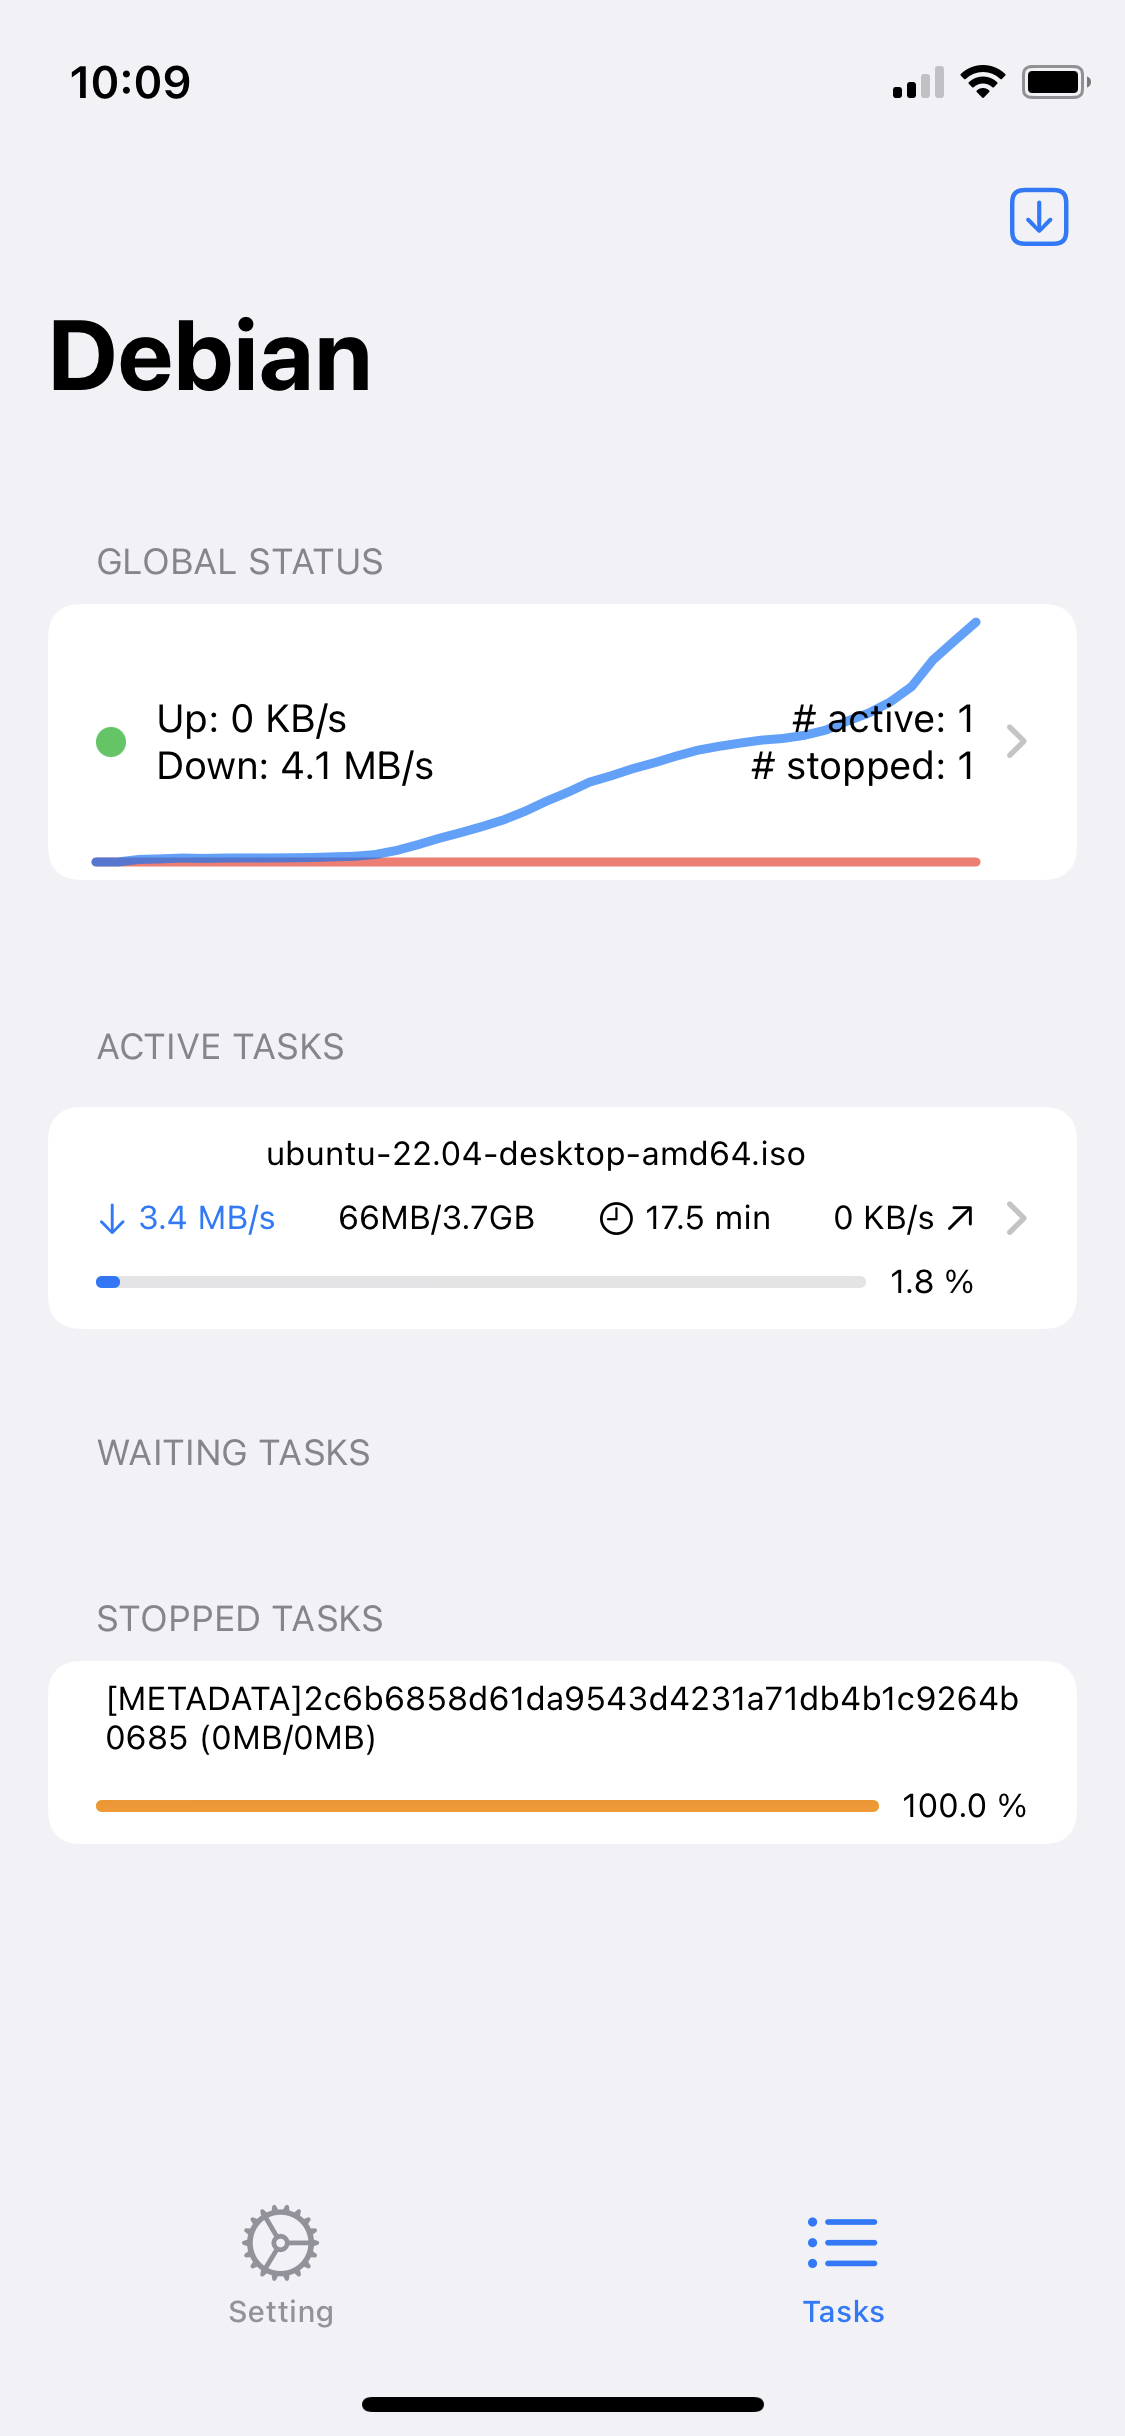 10:09
Debian
GLOBAL STATUS
Up: 0 KB/s
# active: 1
Down: 4.1 MB/s
# stopped: 1
ACTIVE TASKS
ubuntu-22.04-desktop-amd64.iso
3.4 MB/s 66MB/3.7GB 17.5 min 0 KB/s
1.8 %
WAITING TASKS
STOPPED TASKS
[METADATA]2c6b6858d61da9543d4231a71db4b1c9264b
0685 (0MB/0MB)
100.0 %
Setting
Tasks